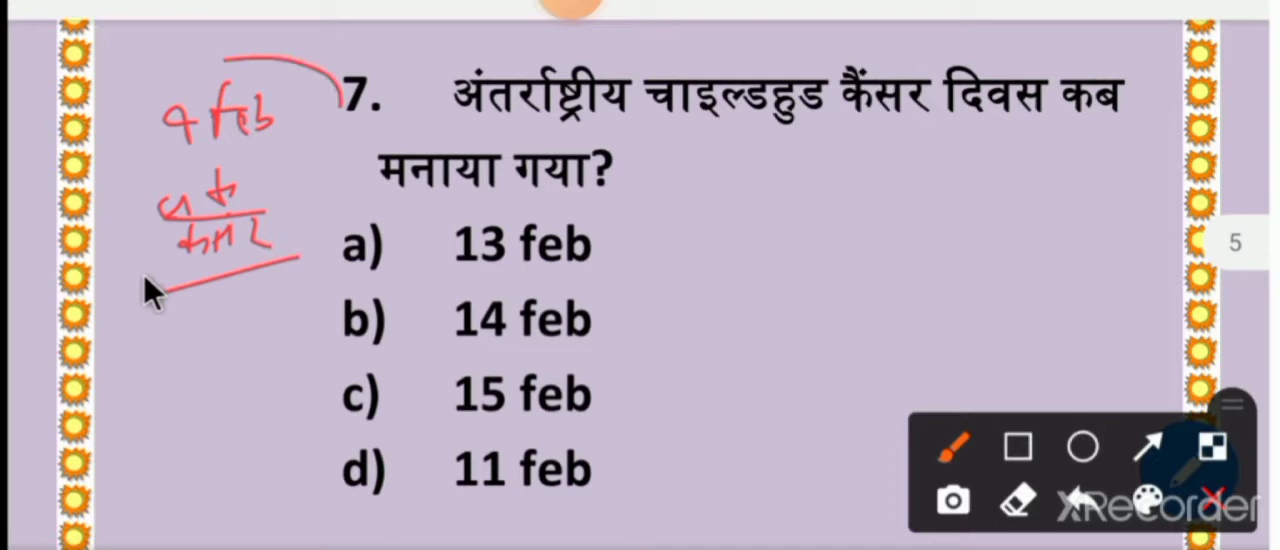 7. अंतर्राष्ट्रीय चाइल्डहुड कैंसर दिवस कब
मनाया गया?
a) 13 feb
b) 14 feb
c) 15 feb
d) 11 feb
4 feb
5
XRecorder